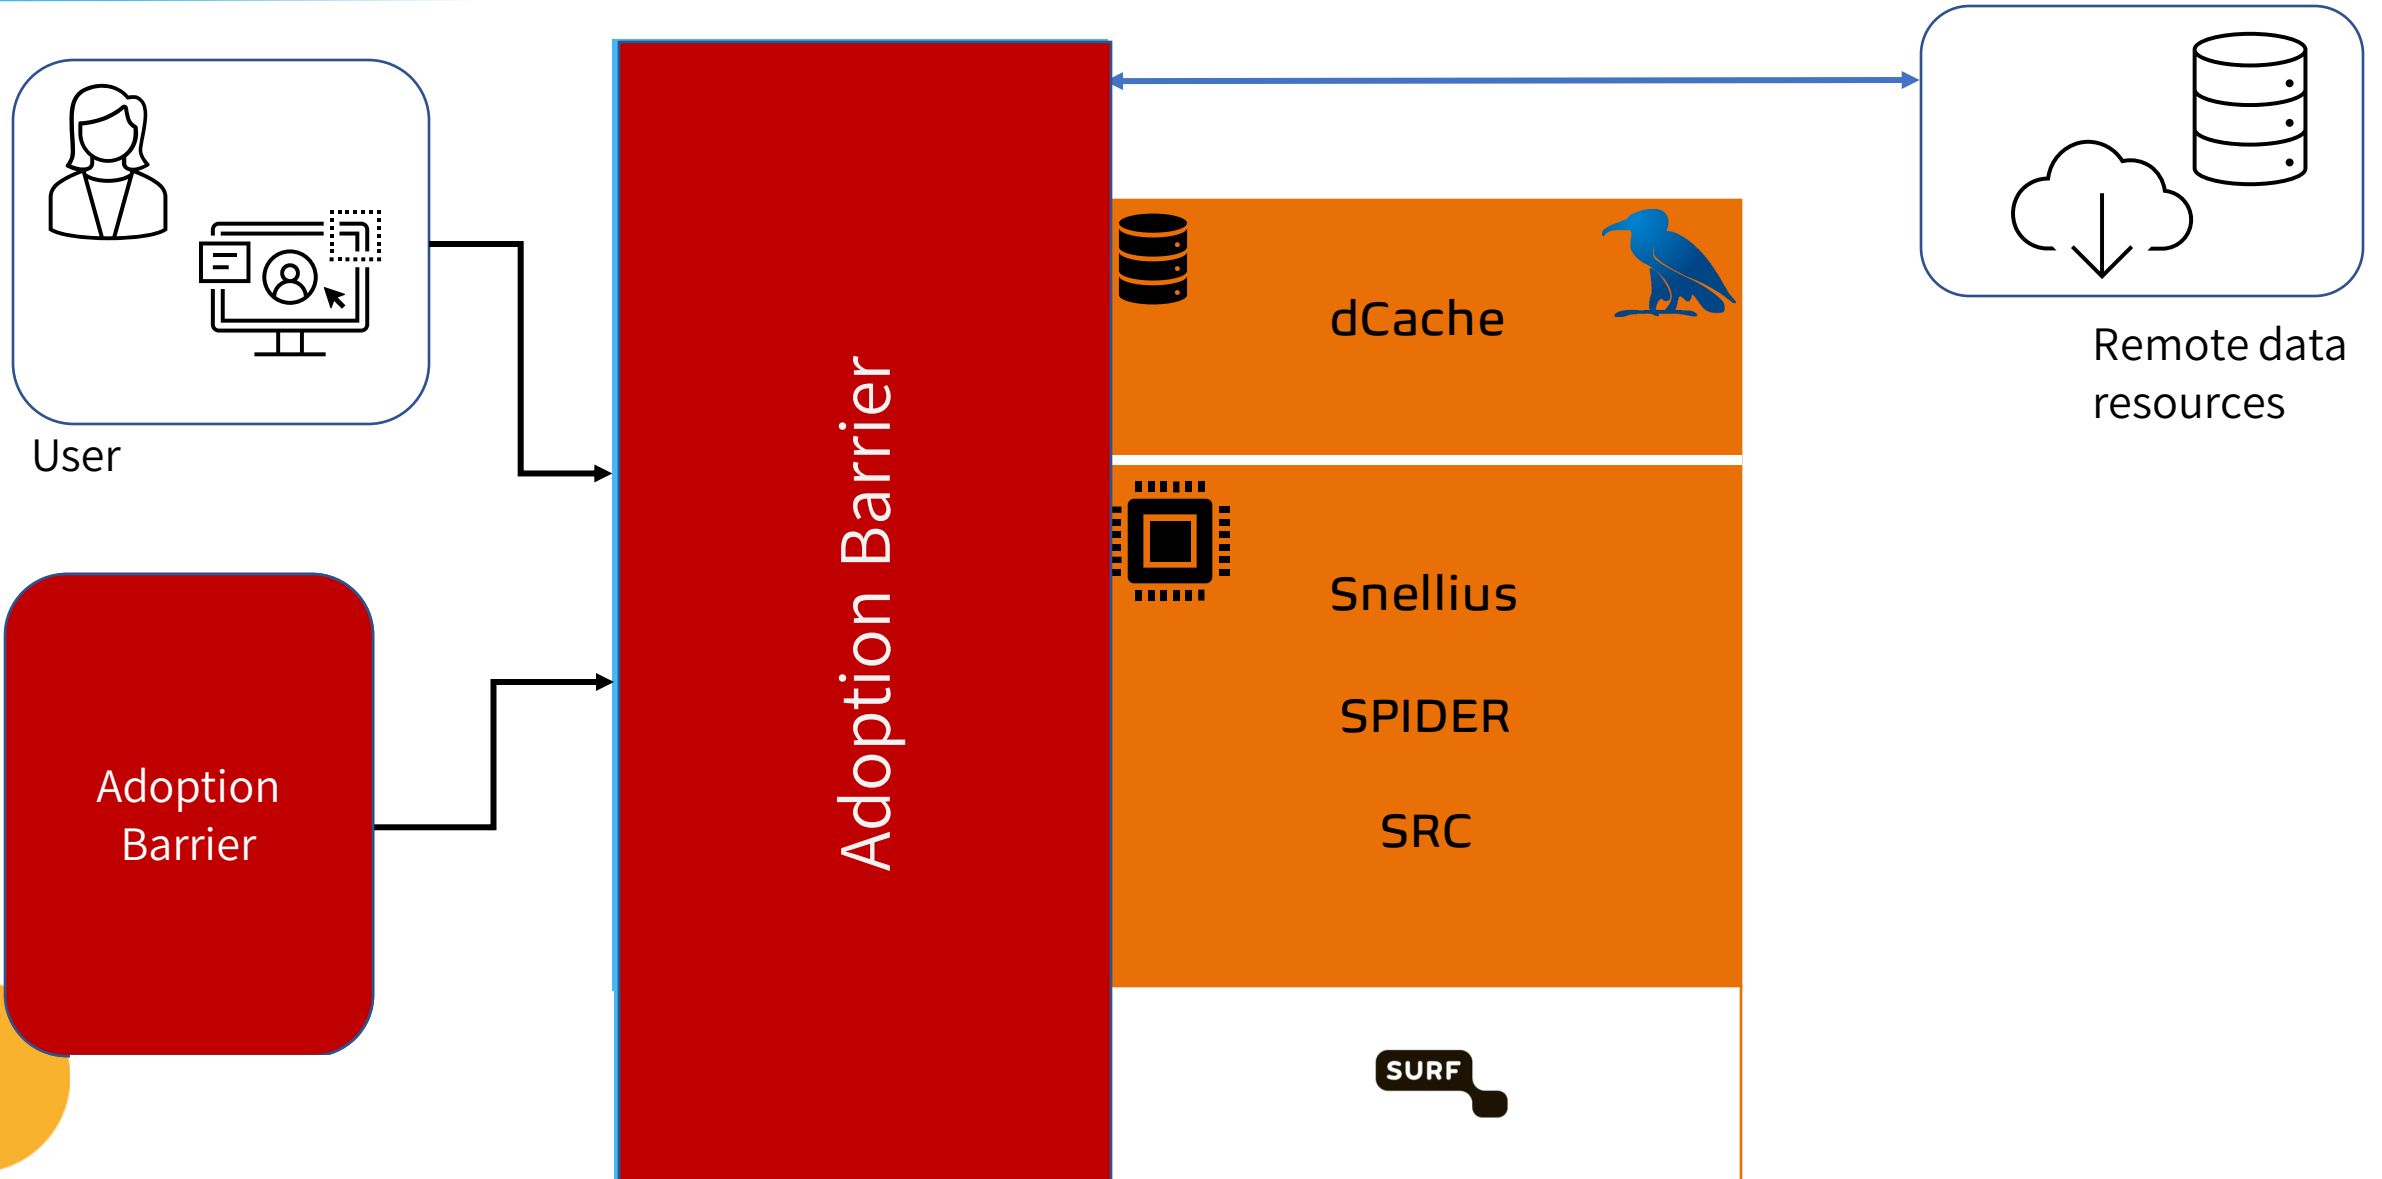 User
Adoption
Barrier
Adoption Barrier
dCache
Snellius
SPIDER
SRC
SURF
Remote data
resources